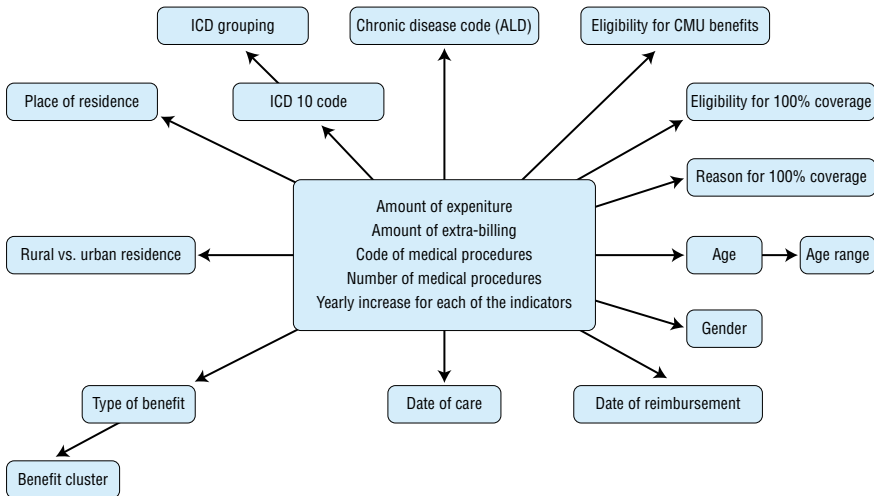 ICD grouping
Chronic disease code (ALD)
Eligibility for CMU benefits
Place of residence
ICD 10 code
Eligibility for 100% coverage
Reason for 100% coverage
Amount of expeniture
Amount of extra-billing
Code of medical procedures
Number of medical procedures
Yearly increase for each of the indicators
Rural vs. urban residence
Age
Age range
Gender
Type of benefit
Date of care
Date of reimbursement
Benefit cluster